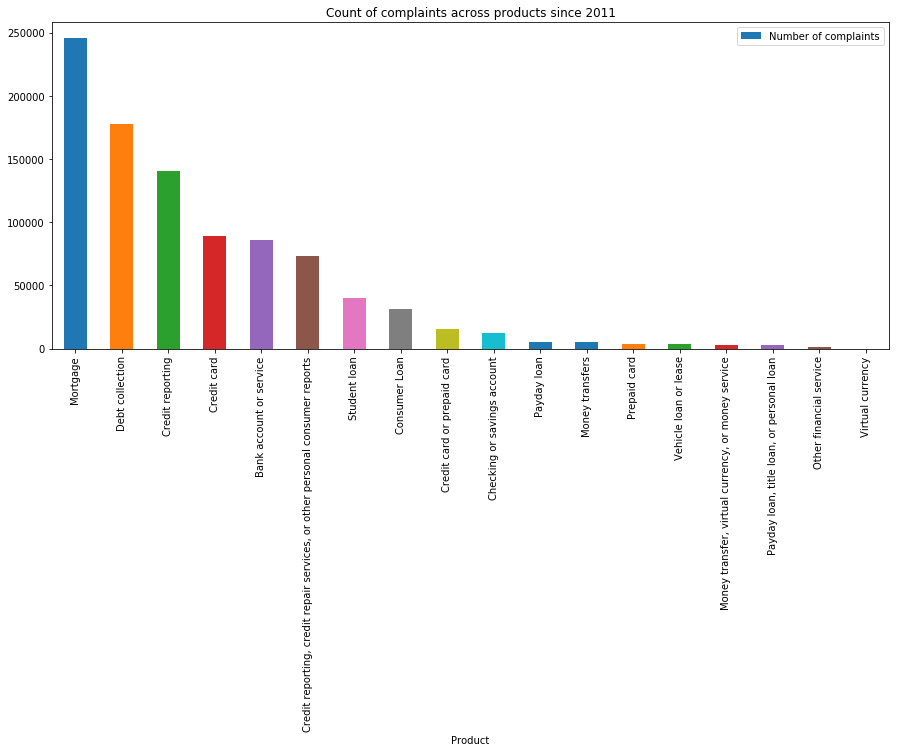 Count of complaints across products since 2011
Number of complaints
250000
200000
150000
100000
50000
0
Mortgage
Debt collection
Credit reporting
Credit card
Bank account or service
Credit reporting, credit repair services, or other personal consumer reports
Student loan
Consumer Loan
Credit card or prepaid card
Checking or savings account
Payday loan
Money transfers
Prepaid card
Vehicle loan or lease
Money transfer, virtual currency, or money service
Payday loan, title loan, or personal loan
Other financial service
Virtual currency
Product